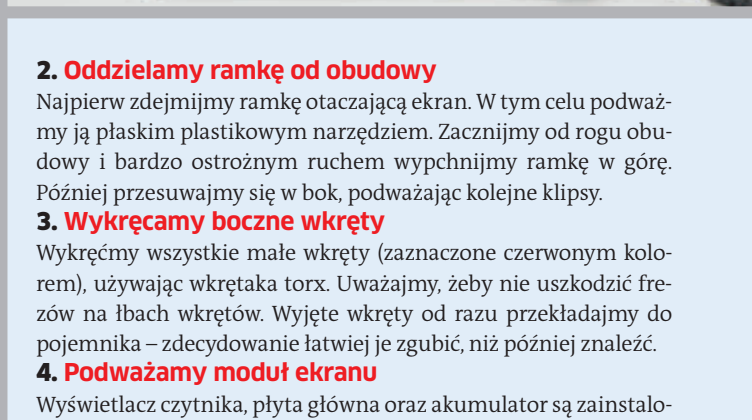 2. Oddzielamy ramkę od obudowy
Najpierw zdejmijmy ramkę otaczającą ekran. W tym celu podważ-
my ją płaskim plastikowym narzędziem. Zacznijmy od rogu obu-
dowy i bardzo ostrożnym ruchem wypchnijmy ramkę w górę.
Później przesuwajmy się w bok, podważając kolejne klipsy.
3. Wykręcamy boczne wkręty
Wykręćmy wszystkie małe wkręty (zaznaczone czerwonym kolo-
rem), używając wkrętaka torx. Uważajmy, żeby nie uszkodzić fre-
zów na łbach wkrętów. Wyjęte wkręty od razu przekładajmy do
pojemnika – zdecydowanie łatwiej je zgubić, niż później znaleźć.
4. Podważamy moduł ekranu
Wyświetlacz czytnika, płyta główna oraz akumulator są zainstalo-